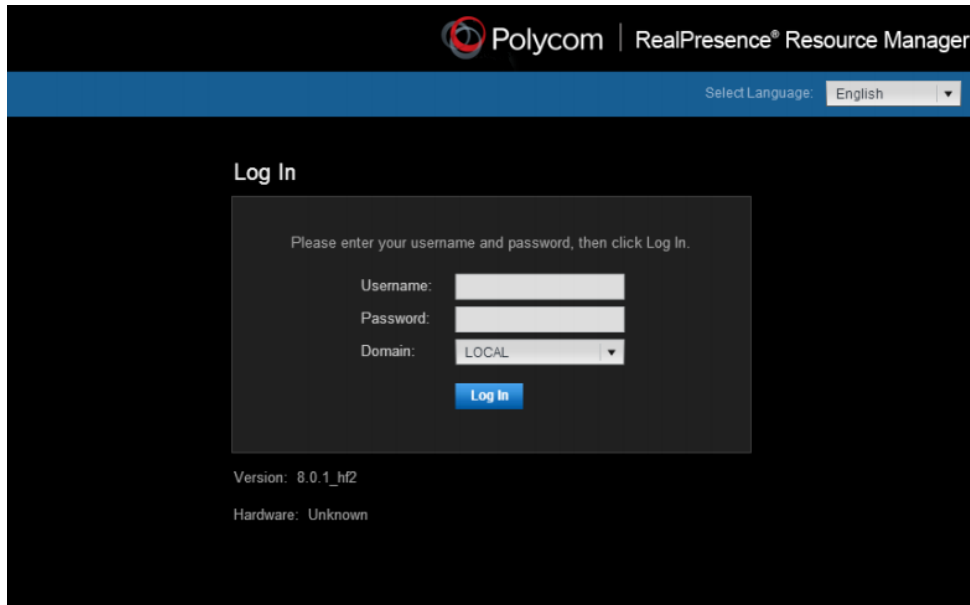 Polycom | RealPresence® Resource Manager
Select Language: English
Log In
Please enter your username and password, then click Log In.
Username:
Password:
Domain: LOCAL
Log In
Version: 8.0.1_hf2
Hardware: Unknown